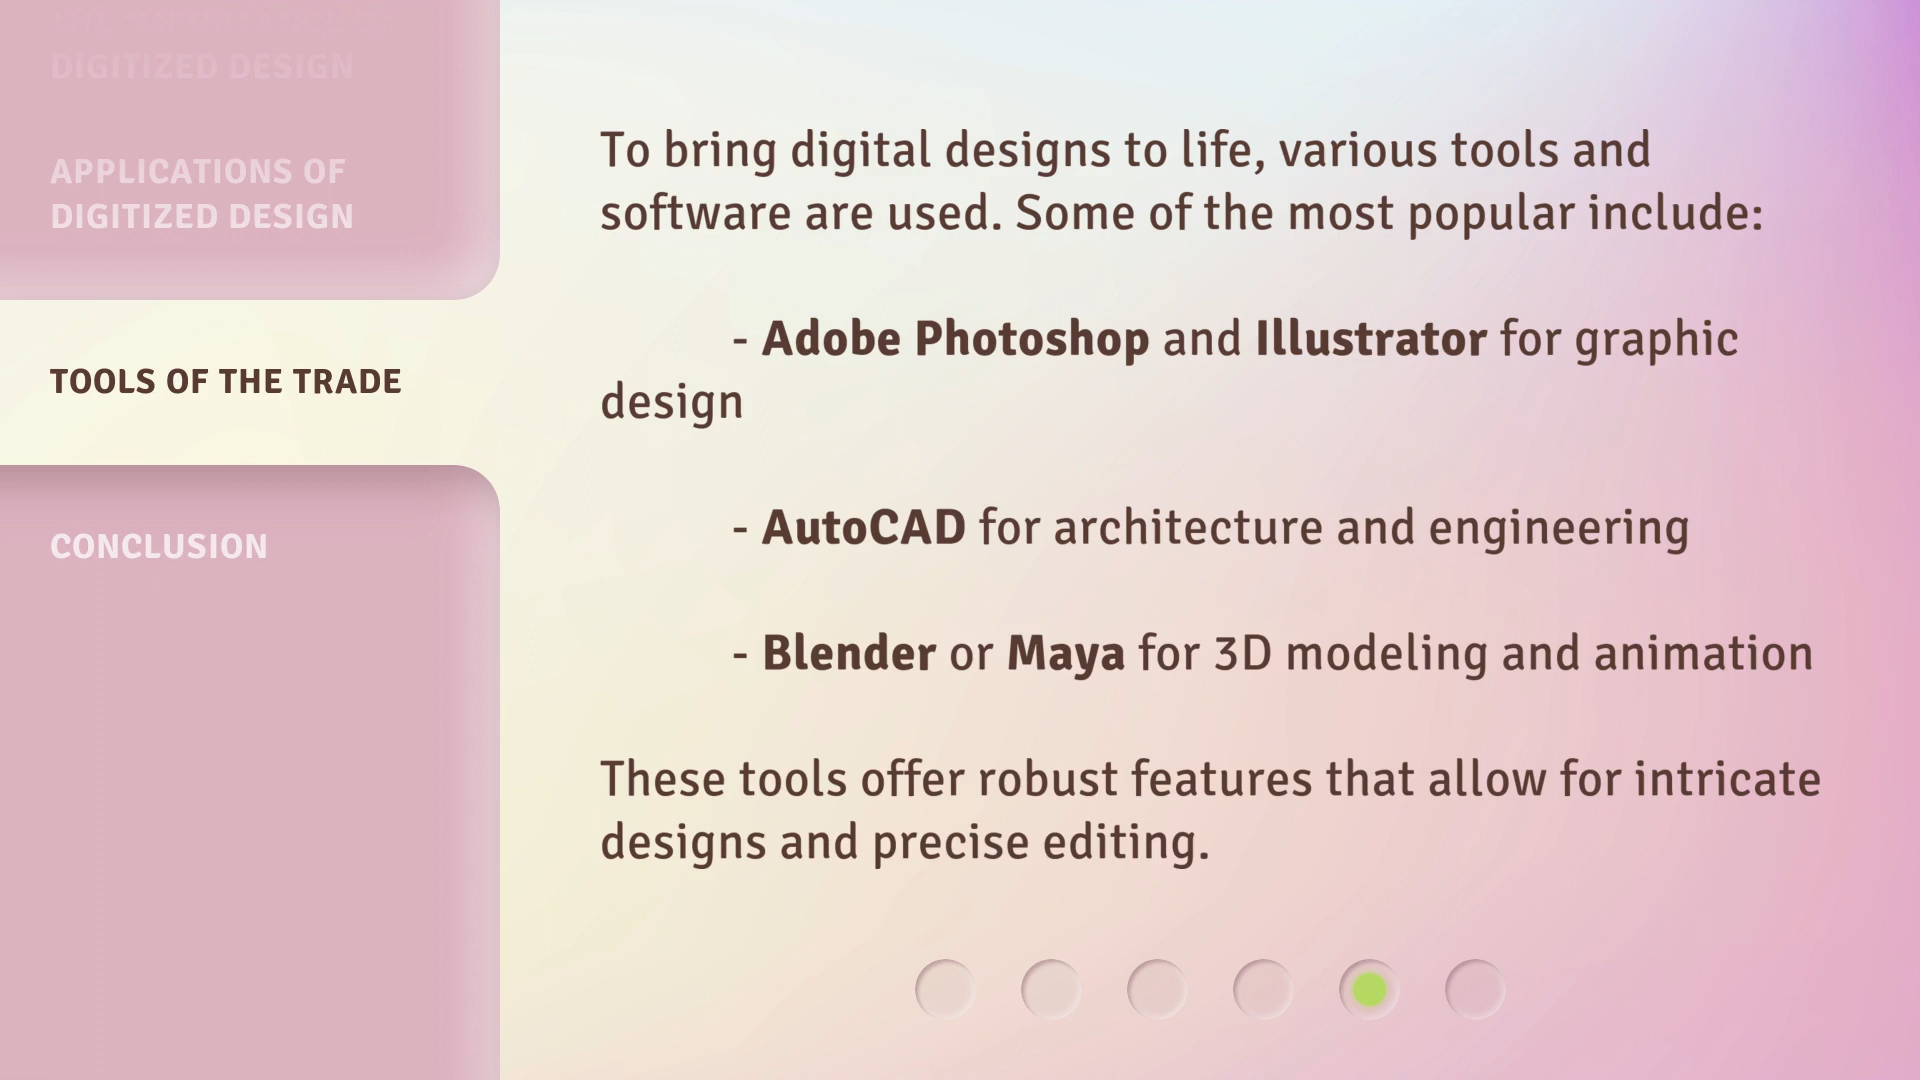 DIGITIZED DESIGN
APPLICATIONS OF
DIGITIZED DESIGN
TOOLS OF THE TRADE
CONCLUSION
To bring digital designs to life, various tools and
software are used. Some of the most popular include:
- Adobe Photoshop and Illustrator for graphic
design
- AutoCAD for architecture and engineering
- Blender or Maya for 3D modeling and animation
These tools offer robust features that allow for intricate
designs and precise editing.